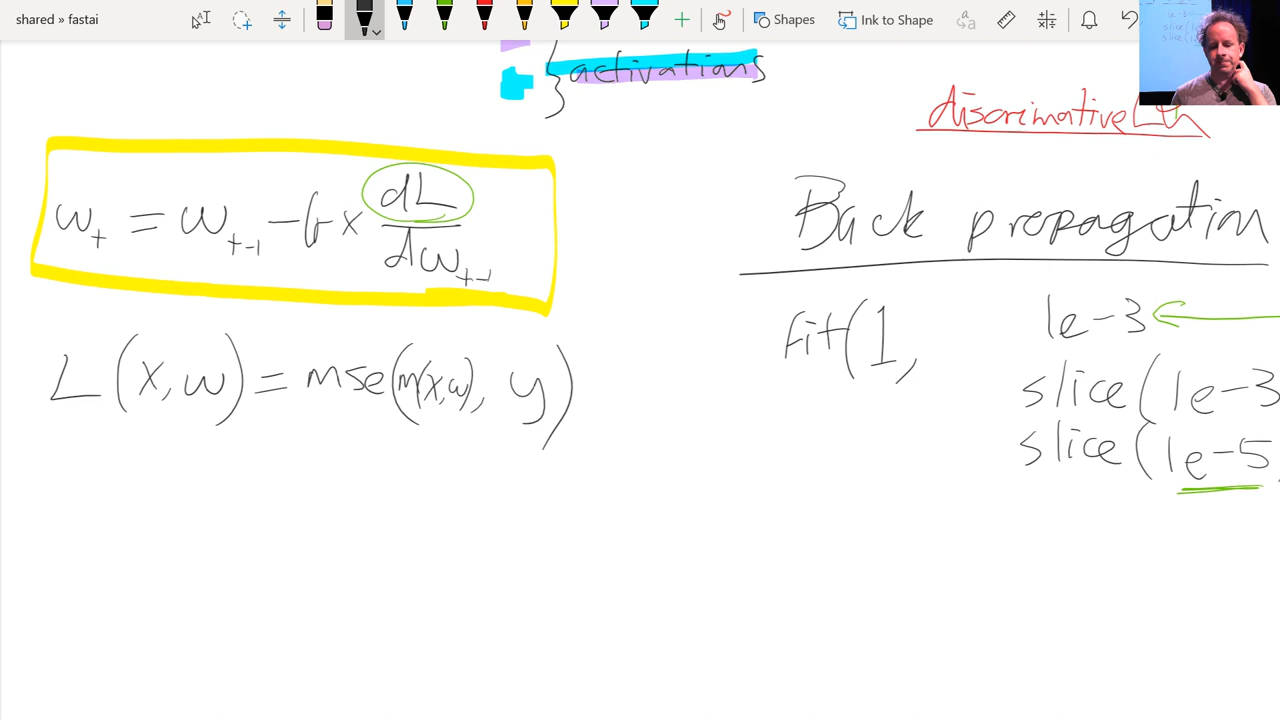 shared » fastai
Shapes
Ink to Shape
activations
discriminative
w_t = w_{t-1} - lr × dL
dw_{t-1}
L(x,w) = mse(m(x,w), y)
Back propagation
fit(1,
1e-3
slice(1e-3
slice(1e-5